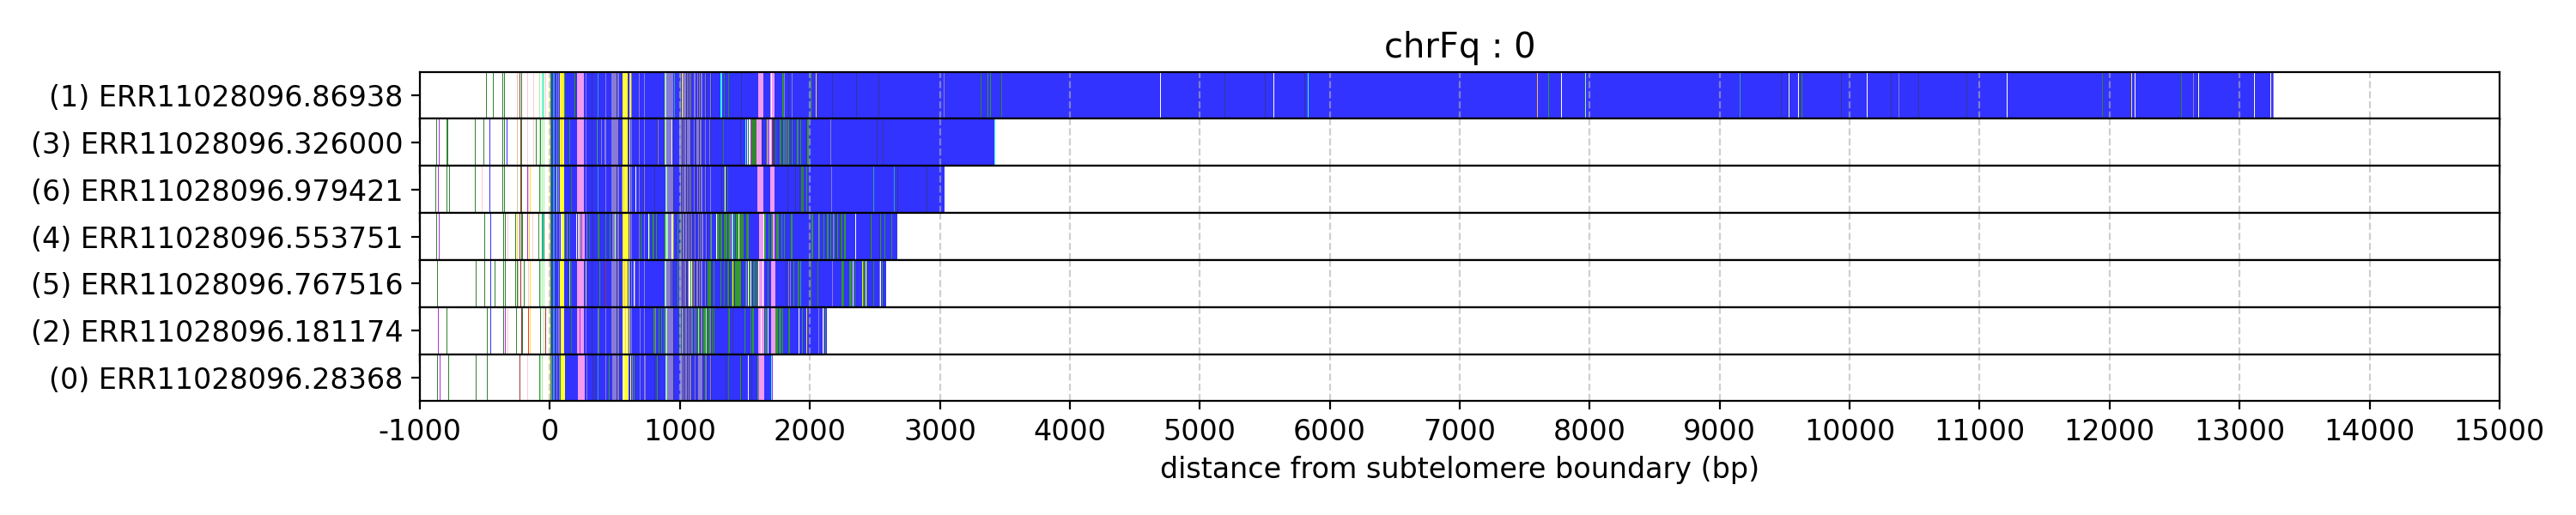 chrFq : 0
(1) ERR11028096.86938
(3) ERR11028096.326000
(6) ERR11028096.979421
(4) ERR11028096.553751
(5) ERR11028096.767516
(2) ERR11028096.181174
(0) ERR11028096.28368
-1000 0 1000 2000 3000 4000 5000 6000 7000 8000 9000 10000 11000 12000 13000 14000 15000
distance from subtelomere boundary (bp)